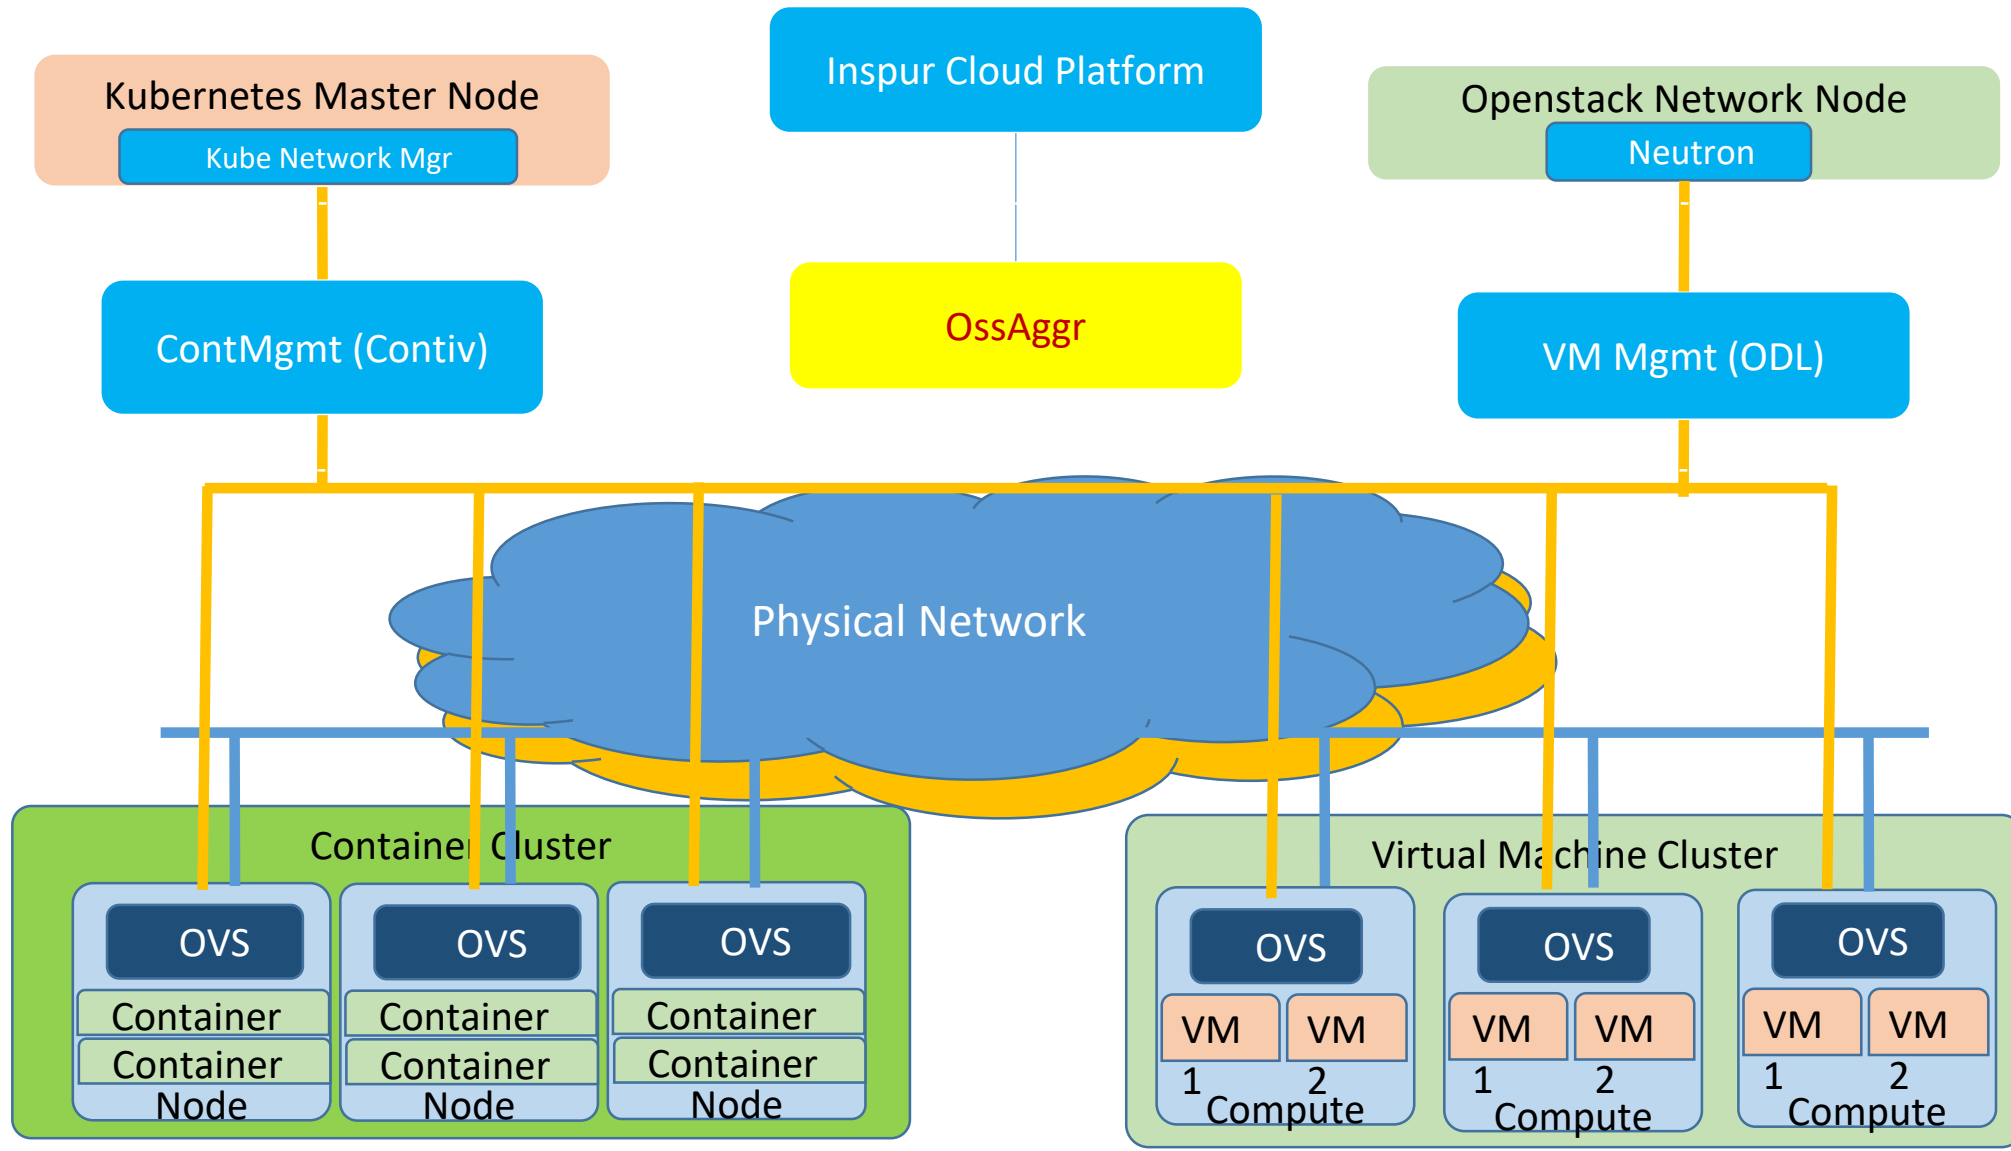 Kubernetes Master Node
Kube Network Mgr
Inspur Cloud Platform
Openstack Network Node
Neutron
ContMgmt (Contiv)
OssAggr
VM Mgmt (ODL)
Physical Network
Container Cluster
OVS
Container
Container
Node
OVS
Container
Container
Node
OVS
Container
Container
Node
Virtual Machine Cluster
OVS
VM VM
1 2
Compute
OVS
VM VM
1 2
Compute
OVS
VM VM
1 2
Compute